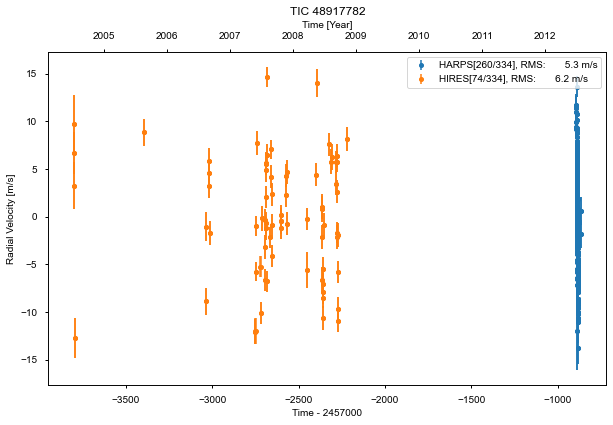 TIC 48917782
Time [Year]
2005 2006 2007 2008 2009 2010 2011 2012
HARPS[260/334], RMS: 5.3 m/s
HIRES[74/334], RMS: 6.2 m/s
Radial Velocity [m/s]
15
10
5
0
−5
−10
−15
−3500 −3000 −2500 −2000 −1500 −1000
Time - 2457000